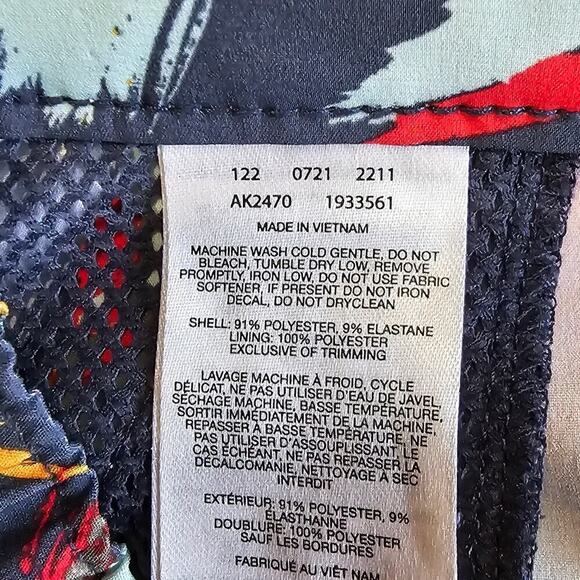 122 0721 2211
AK2470 1933561
MADE IN VIETNAM
MACHINE WASH COLD GENTLE, DO NOT
BLEACH, TUMBLE DRY LOW, REMOVE
PROMPTLY, IRON LOW, DO NOT USE FABRIC
SOFTENER, IF PRESENT DO NOT IRON
DECAL, DO NOT DRYCLEAN
SHELL: 91% POLYESTER, 9% ELASTANE
LINING: 100% POLYESTER
EXCLUSIVE OF TRIMMING
LAVAGE MACHINE À FROID, CYCLE
DÉLICAT, NE PAS UTILISER D'EAU DE JAVEL,
SÉCHAGE MACHINE, BASSE TEMPÉRATURE,
SORTIR IMMÉDIATEMENT DE LA MACHINE,
REPASSER À BASSE TEMPÉRATURE, NE
PAS UTILISER D'ASSOUPLISSANT, LE
CAS ÉCHÉANT, NE PAS REPASSER LA
DÉCALCOMANIE, NETTOYAGE À SEC
INTERDIT
EXTÉRIEUR: 91% POLYESTER, 9%
ÉLASTHANNE
DOUBLURE: 100% POLYESTER
SAUF LES BORDURES
FABRIQUÉ AU VIET NAM